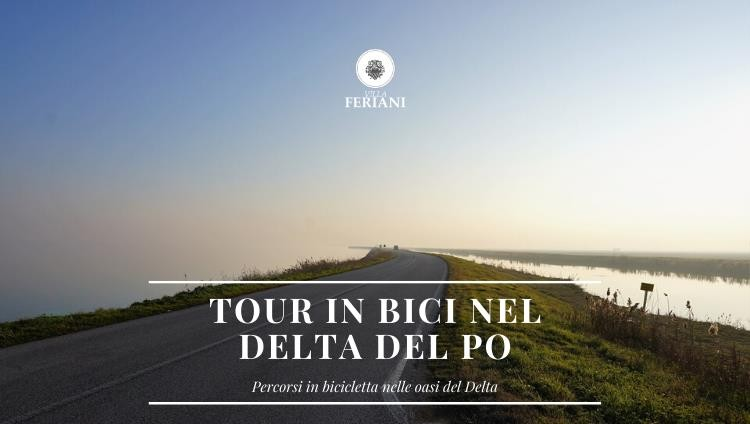 VILLA
FERIANI
TOUR IN BICI NEL
DELTA DEL PO
Percorsi in bicicletta nelle oasi del Delta